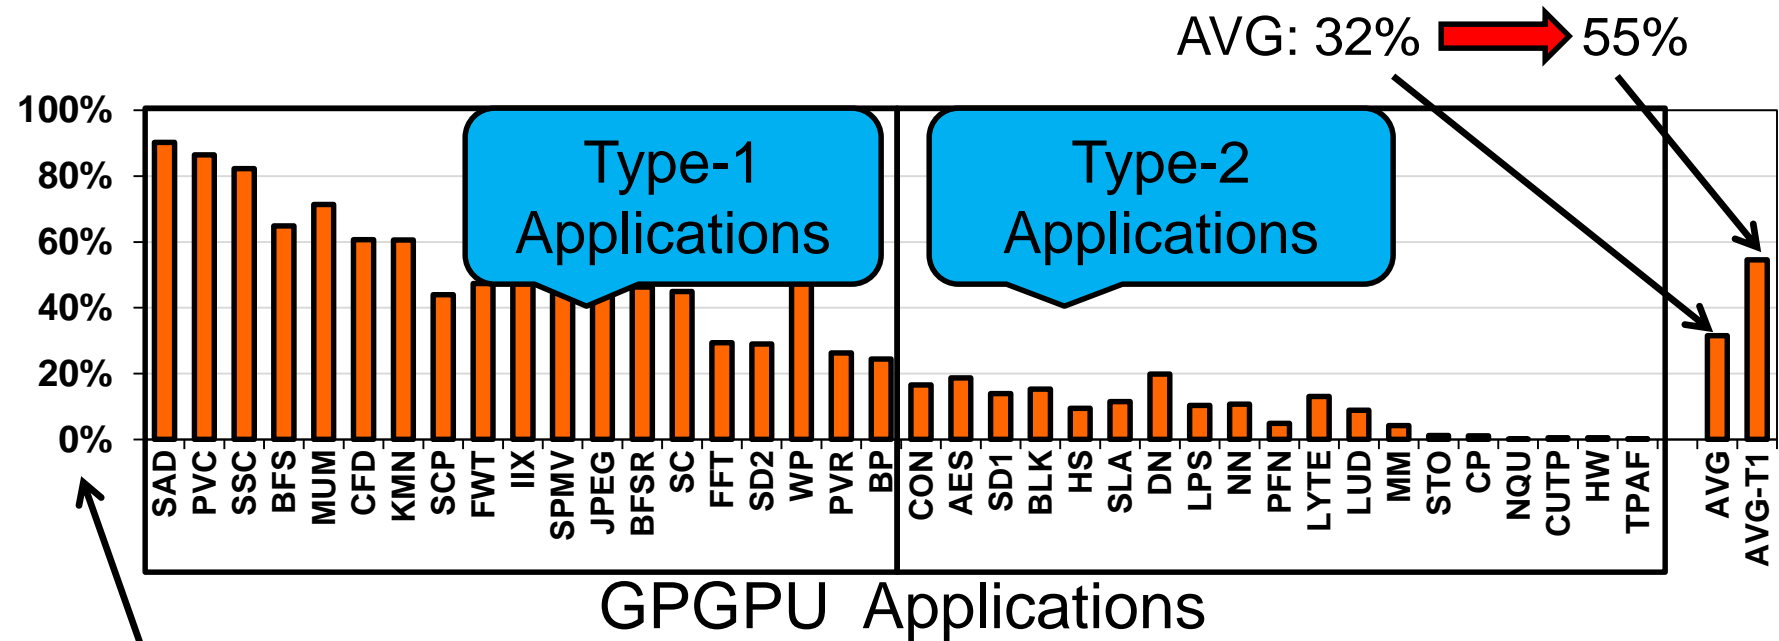 AVG: 32% 55%
100%
80%
60%
40%
20%
0%
Type-1
Applications
Type-2
Applications
SAD
PVC
SSC
BFS
MUM
CFD
KMN
SCP
FWT
IIX
SPMV
JPEG
BFSR
SC
FFT
SD2
WP
PVR
BP
CON
AES
SD1
BLK
HS
SLA
DN
LPS
NN
PFN
LYTE
LUD
MM
STO
CP
NQU
CUTP
HW
TPAF
AVG
AVG-T1
GPGPU Applications